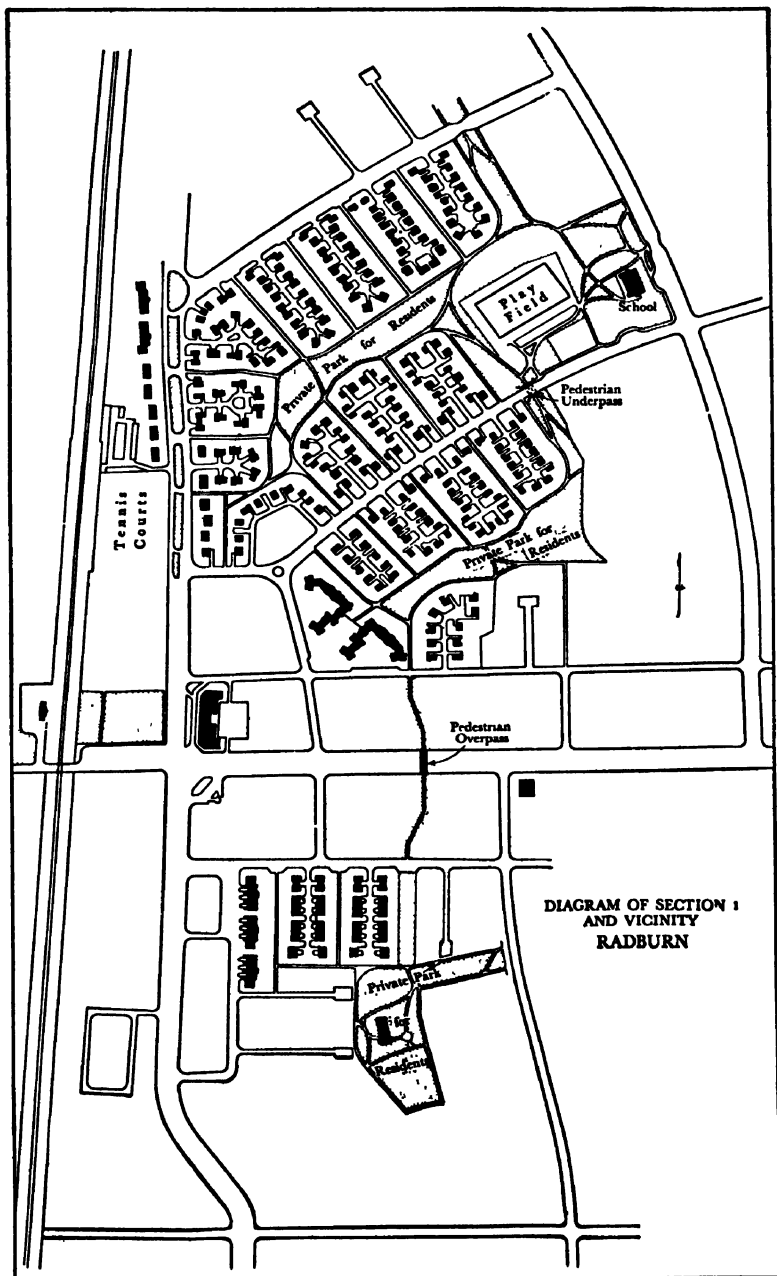 Play
Field
School
Private Park for Residents
Pedestrian
Underpass
Tennis
Courts
Private Park for
Residents
Pedestrian
Overpass
DIAGRAM OF SECTION 1
AND VICINITY
RADBURN
Private Park
for
Residents